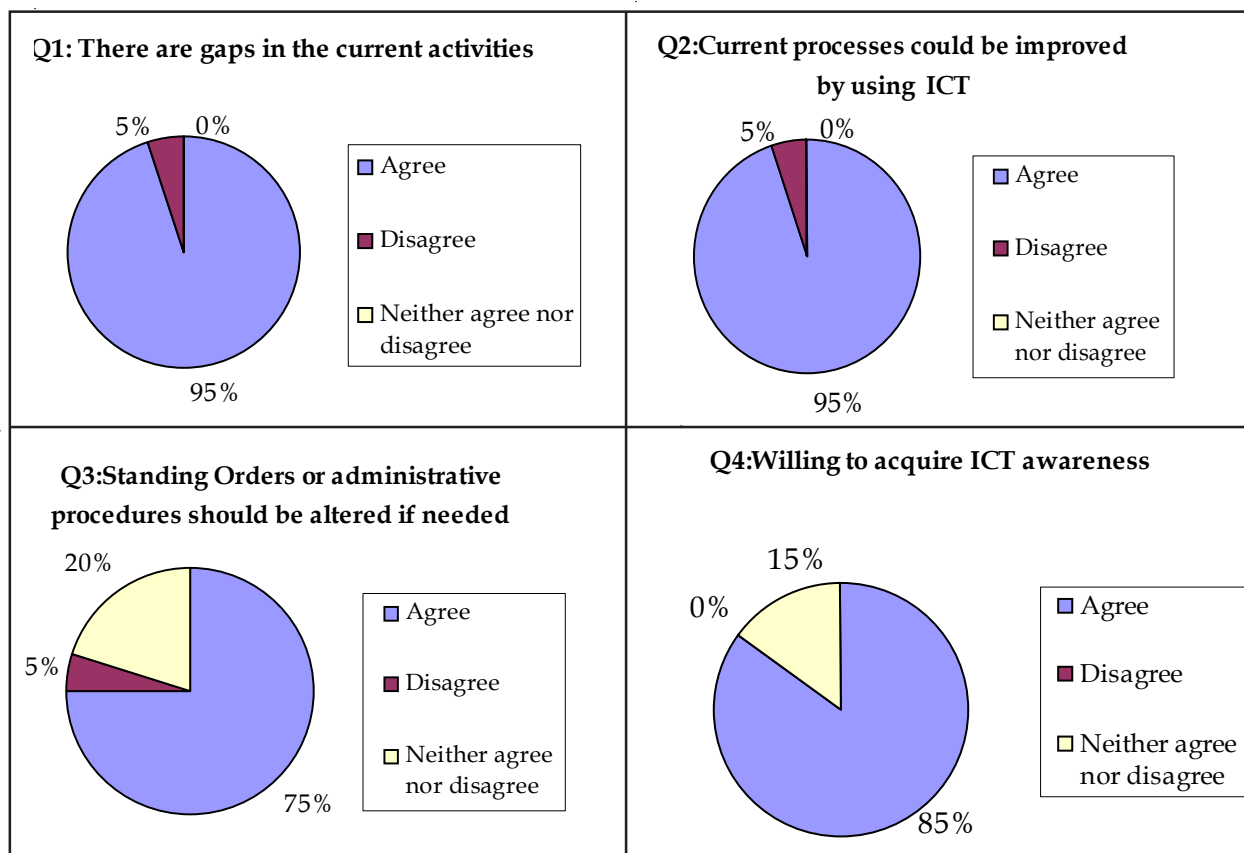 Q1: There are gaps in the current activities
5%
0%
Agree
Disagree
Neither agree nor
disagree
95%
Q2:Current processes could be improved
by using ICT
5%
0%
Agree
Disagree
Neither agree
nor disagree
95%
Q3:Standing Orders or administrative
procedures should be altered if needed
20%
5%
Agree
Disagree
Neither agree
nor disagree
75%
Q4:Willing to acquire ICT awareness
15%
0%
Agree
Disagree
Neither agree
nor disagree
85%